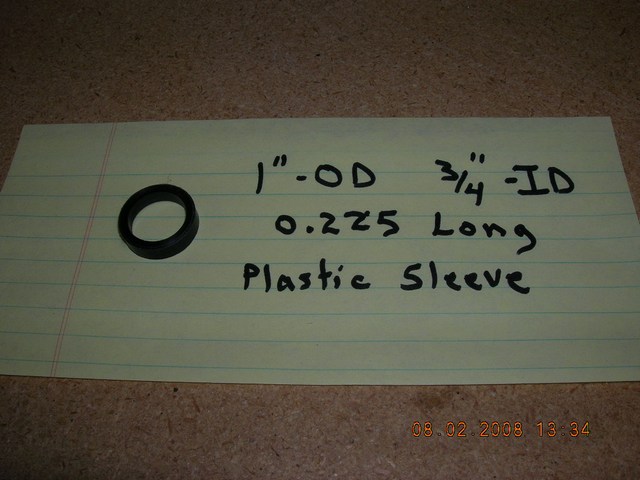 1"-OD 3/4"-ID
0.225 Long
Plastic Sleeve
08.02.2008 13:34